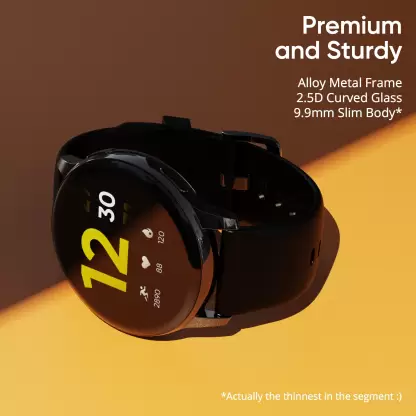 Premium
and Sturdy
Alloy Metal Frame
2.5D Curved Glass
9.9mm Slim Body*
12
30
120
88
2890
*Actually the thinnest in the segment :)